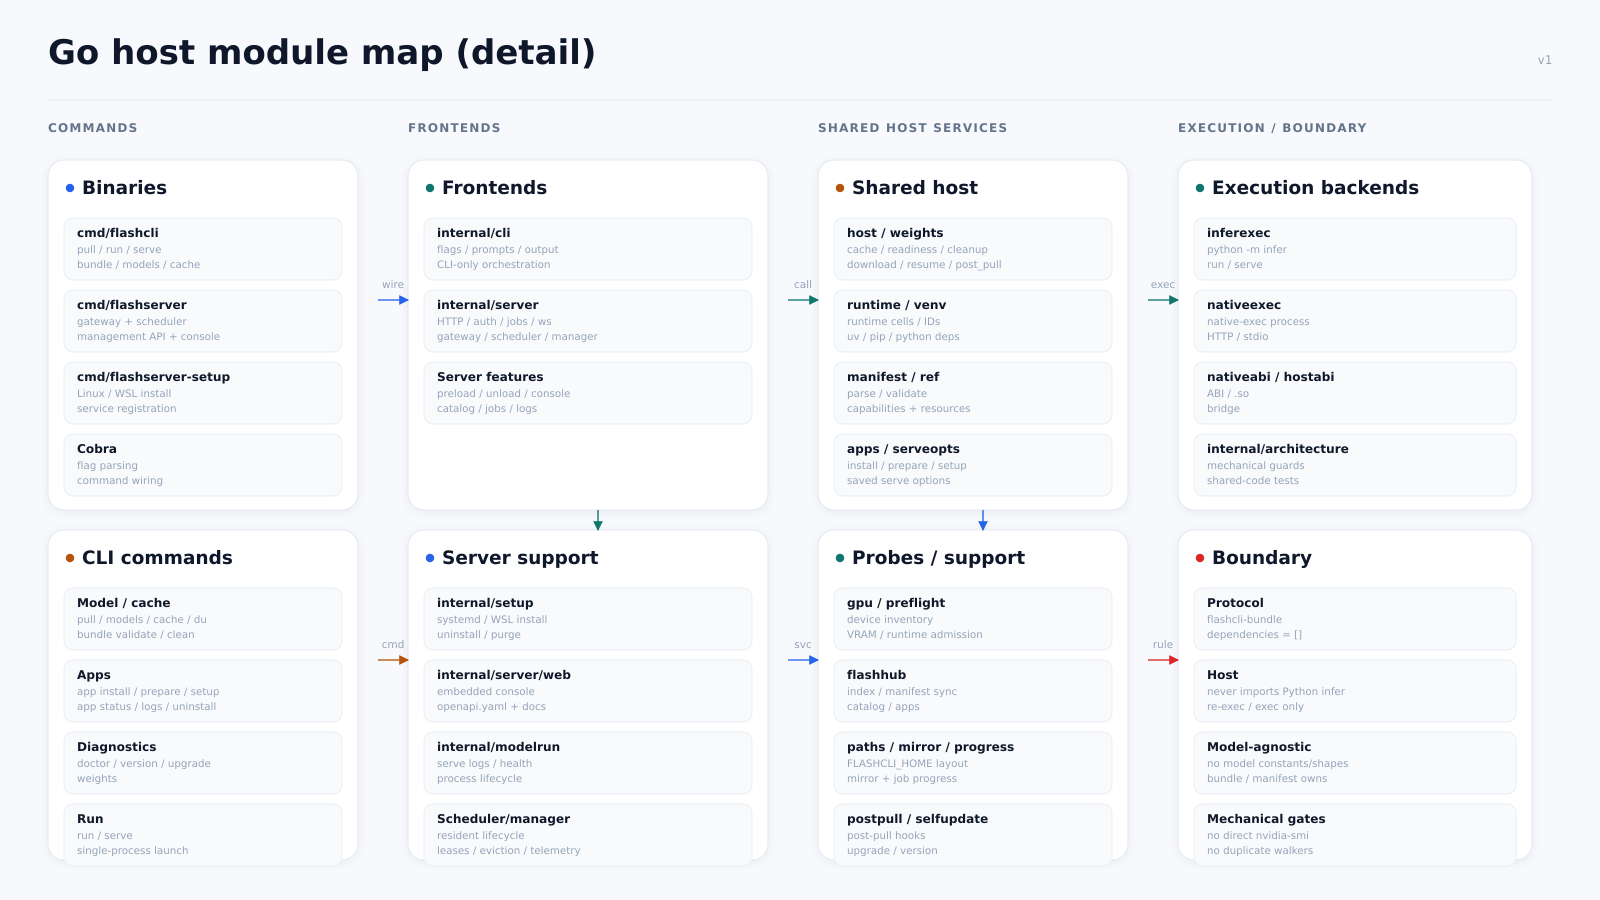 Go host module map (detail)
v1
COMMANDS
FRONTENDS
SHARED HOST SERVICES
EXECUTION / BOUNDARY
Binaries
cmd/flashcli
pull / run / serve
bundle / models / cache
cmd/flashserver
gateway + scheduler
management API + console
cmd/flashserver-setup
Linux / WSL install
service registration
Cobra
flag parsing
command wiring
wire
Frontends
internal/cli
flags / prompts / output
CLI-only orchestration
internal/server
HTTP / auth / jobs / ws
gateway / scheduler / manager
Server features
preload / unload / console
catalog / jobs / logs
call
Shared host
host / weights
cache / readiness / cleanup
download / resume / post_pull
runtime / venv
runtime cells / IDs
uv / pip / python deps
manifest / ref
parse / validate
capabilities + resources
apps / serveopts
install / prepare / setup
saved serve options
exec
Execution backends
inferexec
python -m infer
run / serve
nativeexec
native-exec process
HTTP / stdio
nativeabi / hostabi
ABI / .so
bridge
internal/architecture
mechanical guards
shared-code tests
CLI commands
Model / cache
pull / models / cache / du
bundle validate / clean
Apps
app install / prepare / setup
app status / logs / uninstall
Diagnostics
doctor / version / upgrade
weights
Run
run / serve
single-process launch
cmd
Server support
internal/setup
systemd / WSL install
uninstall / purge
internal/server/web
embedded console
openapi.yaml + docs
internal/modelrun
serve logs / health
process lifecycle
Scheduler/manager
resident lifecycle
leases / eviction / telemetry
svc
Probes / support
gpu / preflight
device inventory
VRAM / runtime admission
flashhub
index / manifest sync
catalog / apps
paths / mirror / progress
FLASHCLI_HOME layout
mirror + job progress
postpull / selfupdate
post-pull hooks
upgrade / version
rule
Boundary
Protocol
flashcli-bundle
dependencies = []
Host
never imports Python infer
re-exec / exec only
Model-agnostic
no model constants/shapes
bundle / manifest owns
Mechanical gates
no direct nvidia-smi
no duplicate walkers